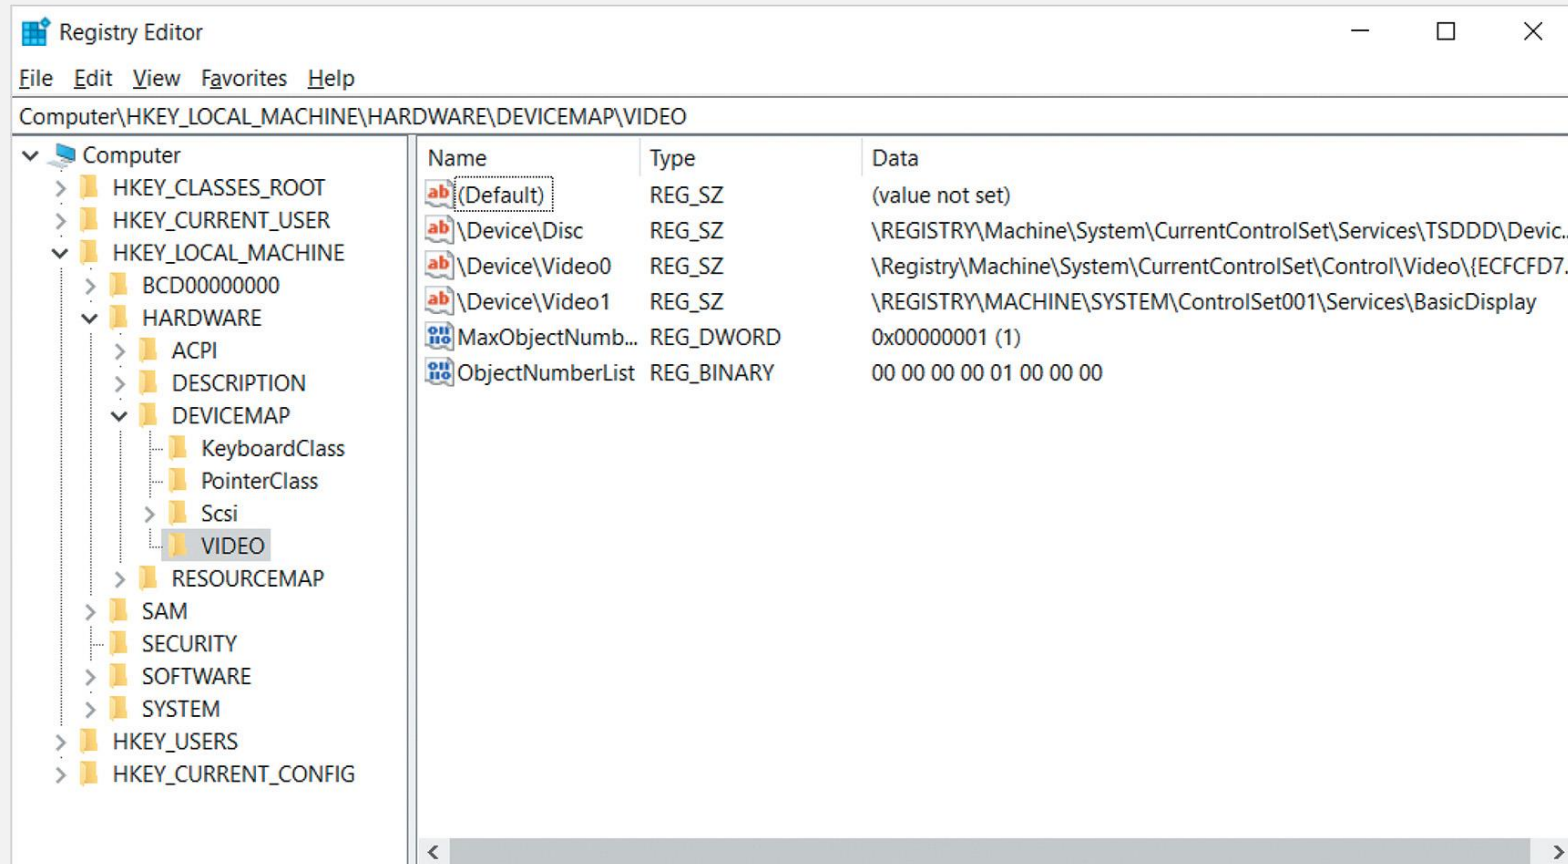 Registry Editor
File Edit View Favorites Help
Computer\HKEY_LOCAL_MACHINE\HARDWARE\DEVICEMAP\VIDEO
Computer
HKEY_CLASSES_ROOT
HKEY_CURRENT_USER
HKEY_LOCAL_MACHINE
BCD00000000
HARDWARE
ACPI
DESCRIPTION
DEVICEMAP
KeyboardClass
PointerClass
Scsi
VIDEO
RESOURCEMAP
SAM
SECURITY
SOFTWARE
SYSTEM
HKEY_USERS
HKEY_CURRENT_CONFIG
Name Type Data
(Default) REG_SZ (value not set)
\Device\Disc REG_SZ \REGISTRY\Machine\System\CurrentControlSet\Services\TSDDD\Devic...
\Device\Video0 REG_SZ \Registry\Machine\System\CurrentControlSet\Control\Video\{ECFCFD7...
\Device\Video1 REG_SZ \REGISTRY\MACHINE\SYSTEM\ControlSet001\Services\BasicDisplay
MaxObjectNumb... REG_DWORD 0x00000001 (1)
ObjectNumberList REG_BINARY 00 00 00 00 01 00 00 00